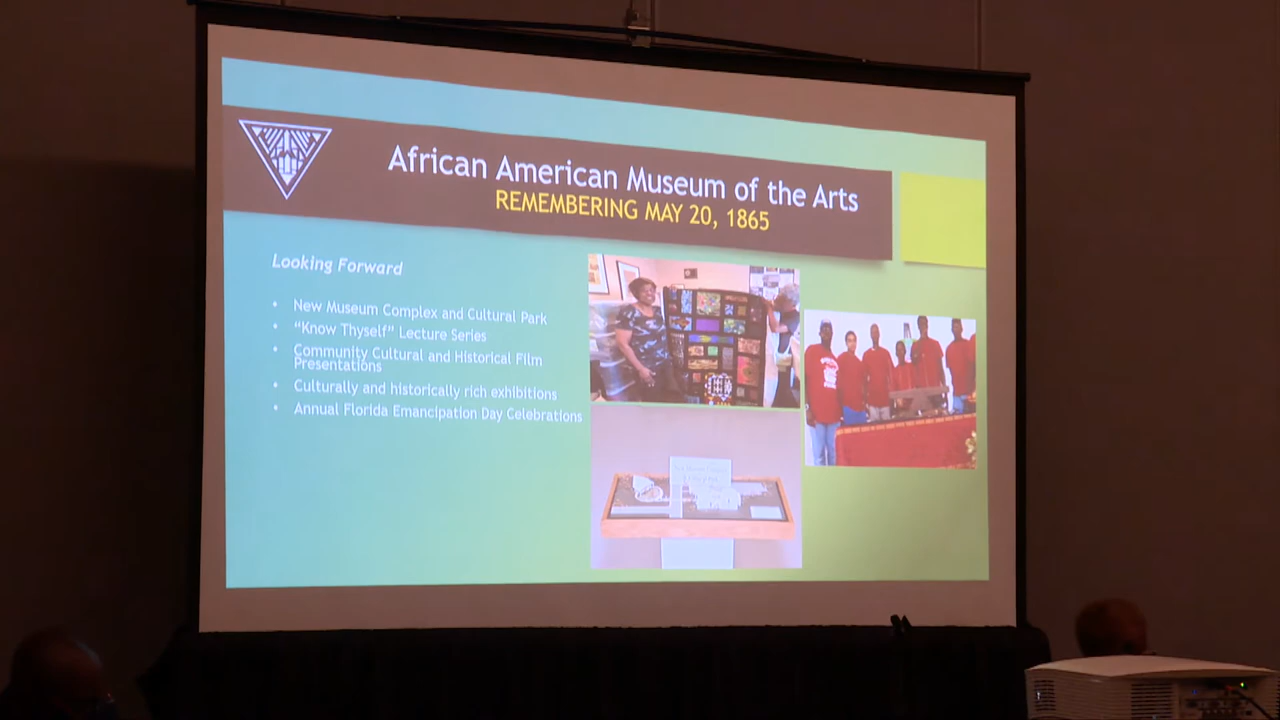 African American Museum of the Arts
REMEMBERING MAY 20, 1865
Looking Forward
• New Museum Complex and Cultural Park
• "Know Thyself" Lecture Series
• Community Cultural and Historical Film
Presentations
• Culturally and historically rich exhibitions
• Annual Florida Emancipation Day Celebrations